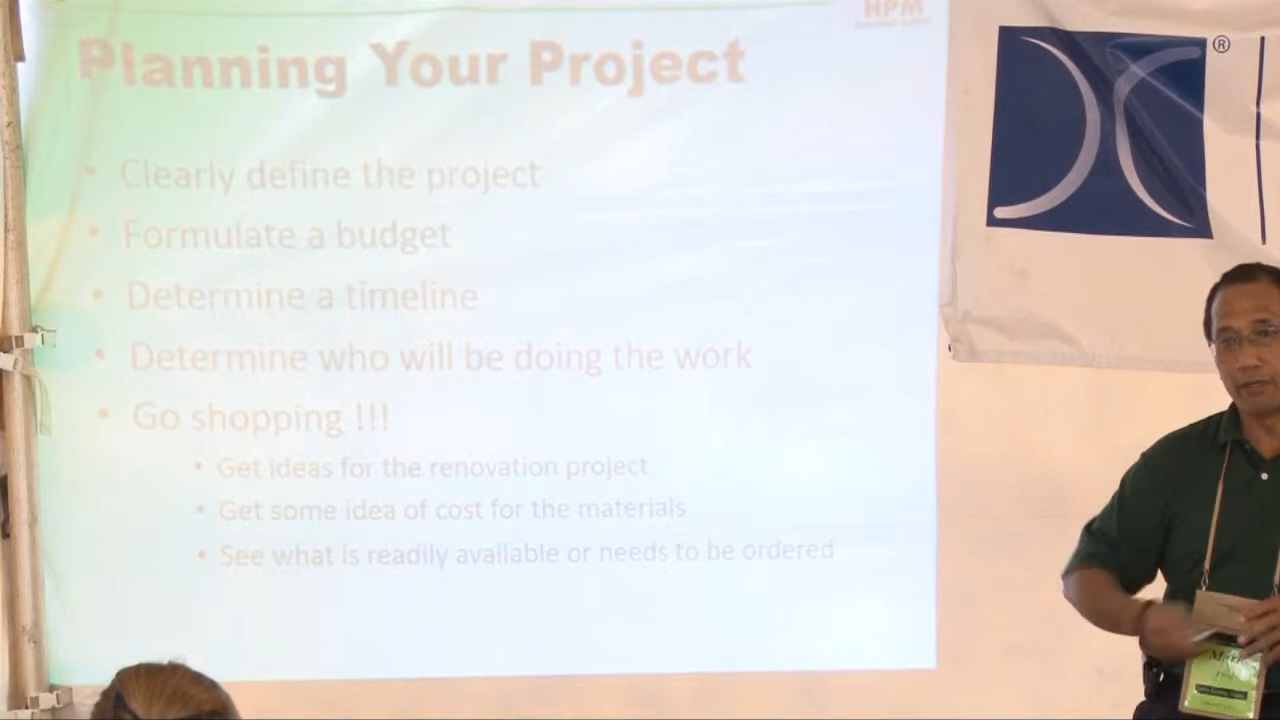 HPM
Planning Your Project
• Clearly define the project
• Formulate a budget
• Determine a timeline
• Determine who will be doing the work
• Go shopping !!!
• Get ideas for the renovation project
• Get some idea of cost for the materials
• See what is readily available or needs to be ordered
®